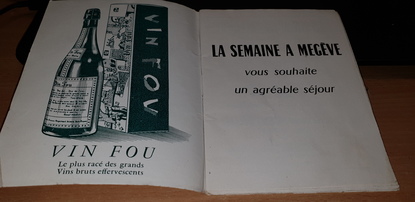 VIN FOU
VIN FOU
Le plus racé des grands
Vins bruts effervescents
LA SEMAINE A MEGÈVE
vous souhaite
un agréable séjour